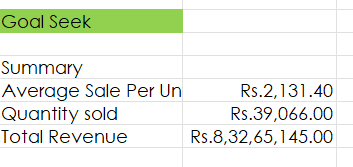 Goal Seek
Summary
Average Sale Per Un Rs.2,131.40
Quantity sold Rs.39,066.00
Total Revenue Rs.8,32,65,145.00